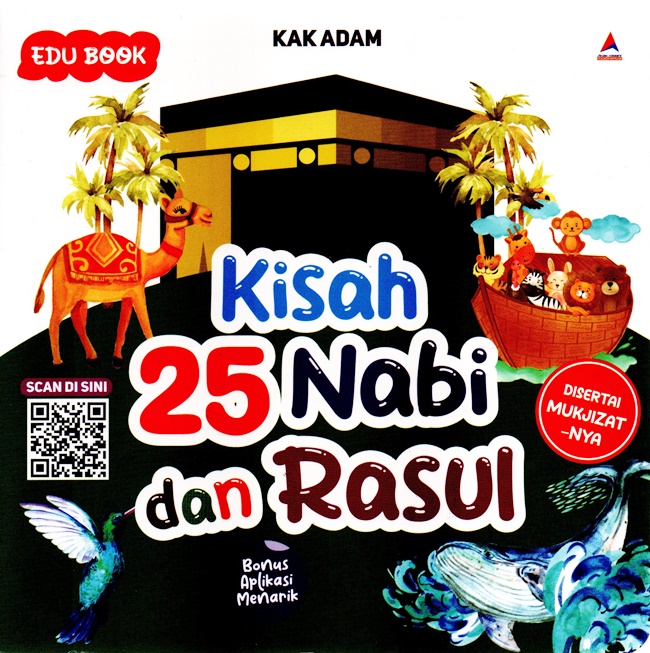 EDU BOOK
KAK ADAM
Kisah
25 Nabi
dan Rasul
SCAN DI SINI
DISERTAI
MUKJIZAT
-NYA
Bonus
Aplikasi
Menarik